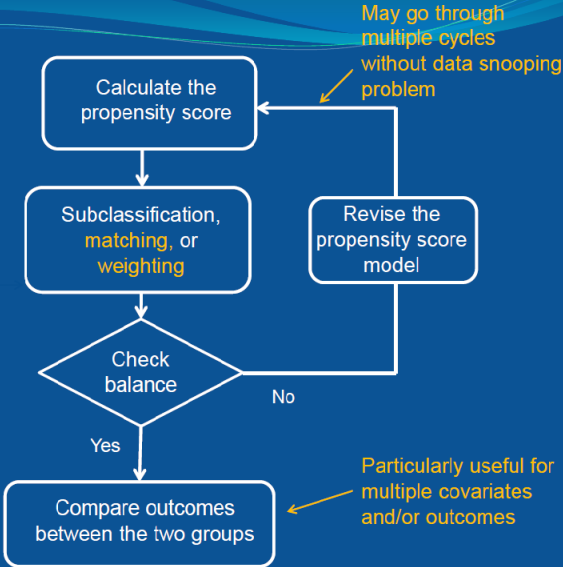 May go through
multiple cycles
without data snooping
problem
Calculate the
propensity score
Subclassification,
matching, or
weighting
Revise the
propensity score
model
Check
balance
No
Yes
Particularly useful for
multiple covariates
and/or outcomes
Compare outcomes
between the two groups